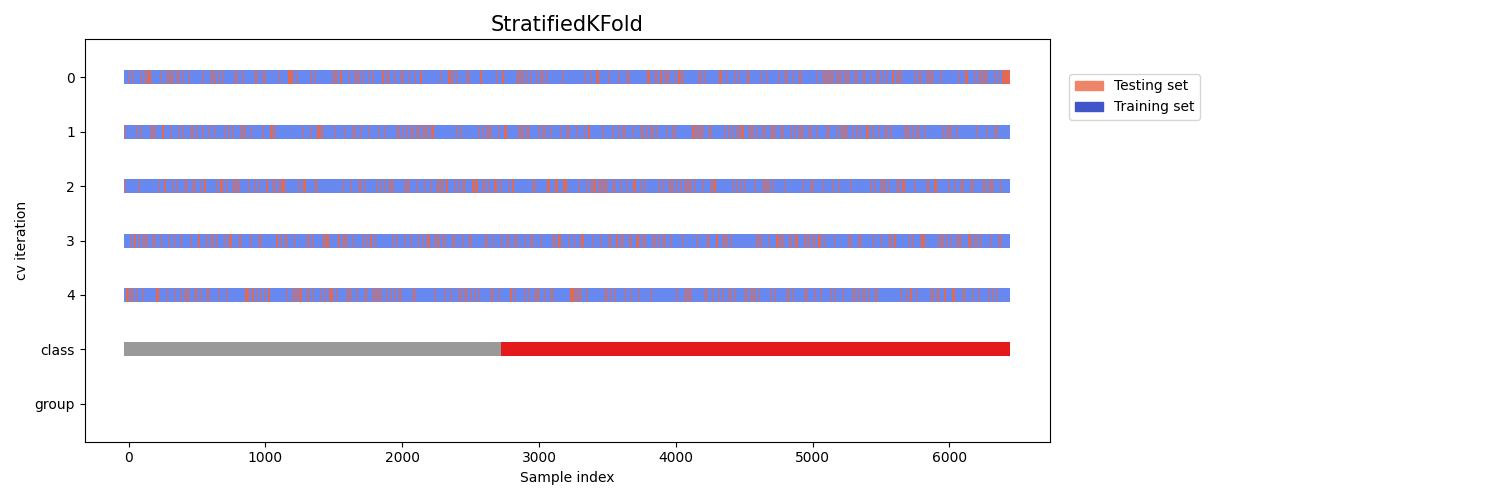 StratifiedKFold
0
1
2
3
4
class
group
cv iteration
0 1000 2000 3000 4000 5000 6000
Sample index
Testing set
Training set